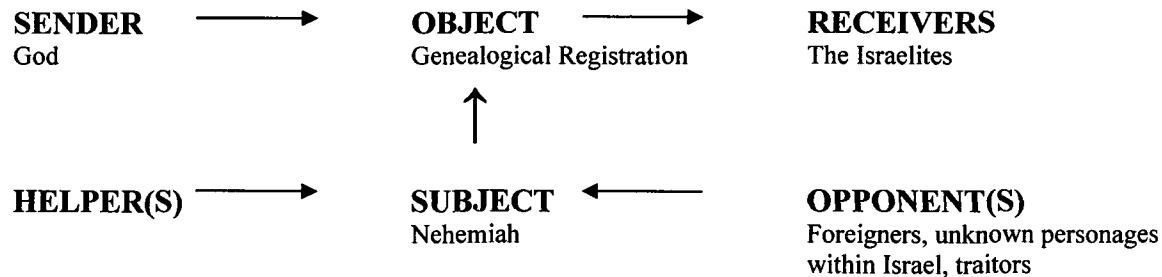 SENDER OBJECT RECEIVERS
God Genealogical Registration The Israelites
HELPER(S) SUBJECT OPPONENT(S)
Nehemiah Foreigners, unknown personages
within Israel, traitors